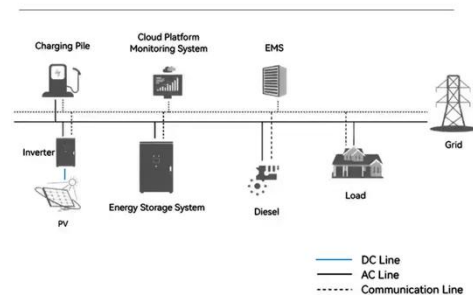 Charging Pile
Cloud Platform
Monitoring System
EMS
Grid
Inverter
PV
Energy Storage System
Diesel
Load
DC Line
AC Line
Communication Line